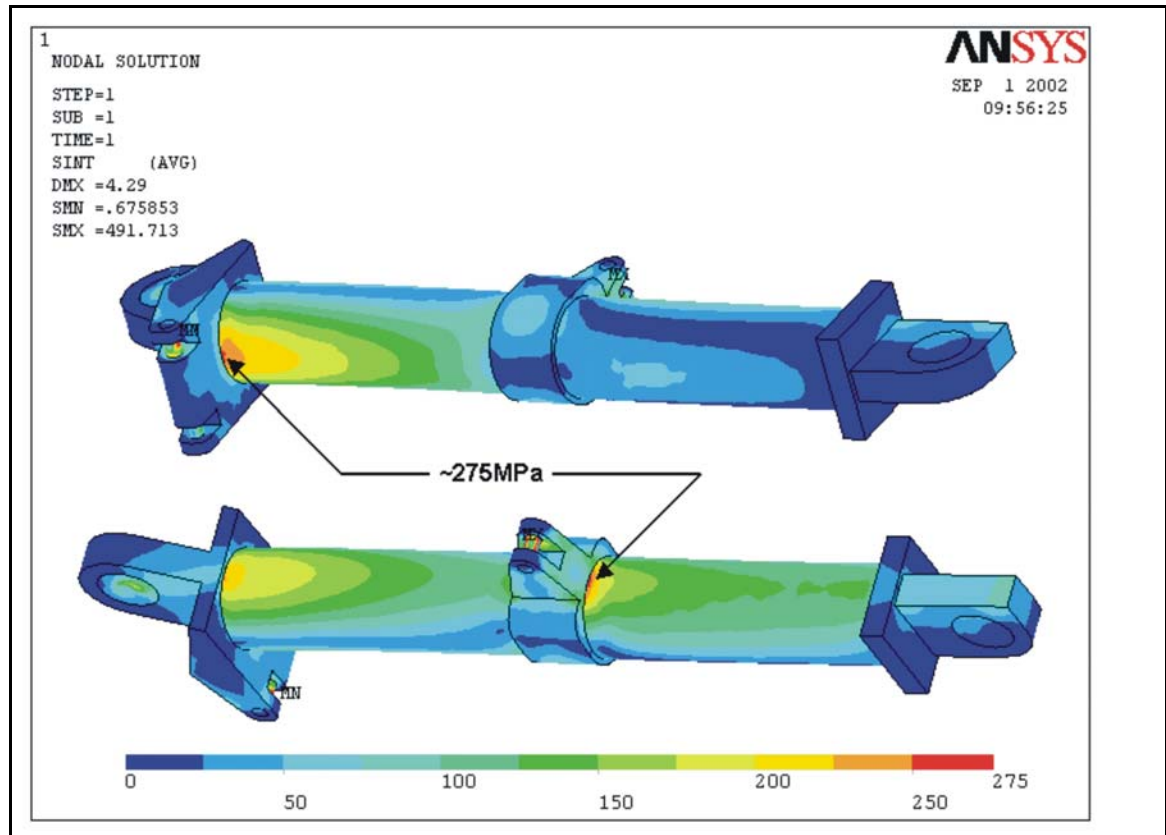 1
NODAL SOLUTION
STEP=1
SUB =1
TIME=1
SINT (AVG)
DMX =4.29
SMN =.675853
SMX =491.713
ANSYS
SEP 1 2002
09:56:25
MX
MN
~275MPa
MX
MN
0 50 100 150 200 250 275